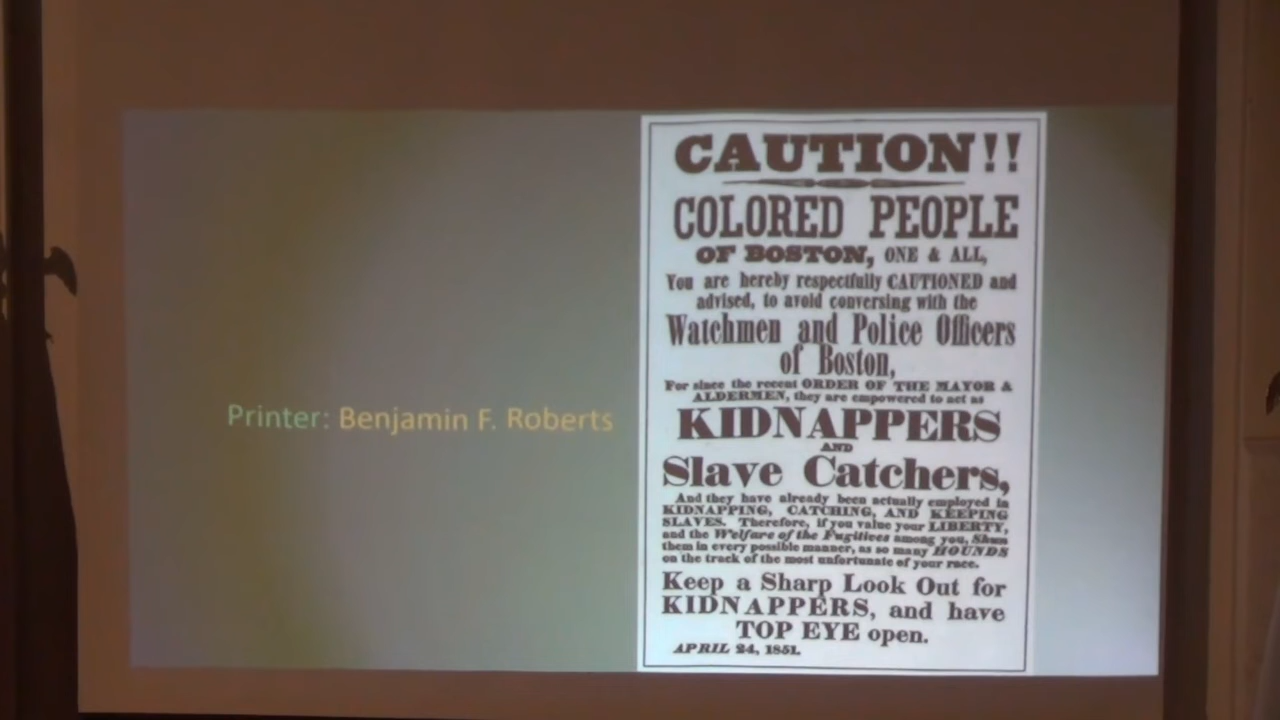 Printer: Benjamin F. Roberts
CAUTION!!
COLORED PEOPLE
OF BOSTON, ONE & ALL,
You are hereby respectfully CAUTIONED and
advised, to avoid conversing with the
Watchmen and Police Officers
of Boston,
For since the recent ORDER OF THE MAYOR &
ALDERMEN, they are empowered to act as
KIDNAPPERS
AND
Slave Catchers,
And they have already been actually employed in
KIDNAPPING, CATCHING, AND KEEPING
SLAVES. Therefore, if you value your LIBERTY,
and the Welfare of the Fugitives among you, Shun
them in every possible manner, as so many HOUNDS
on the track of the most unfortunate of your race.
Keep a Sharp Look Out for
KIDNAPPERS, and have
TOP EYE open.
APRIL 24, 1851.